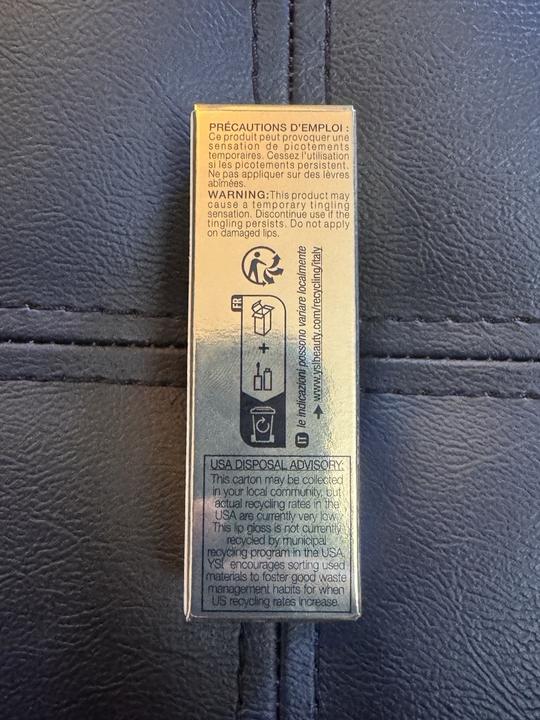 PRÉCAUTIONS D'EMPLOI :
Ce produit peut provoquer une
sensation de picotements
temporaires. Cessez l'utilisation
si les picotements persistent.
Ne pas appliquer sur des lèvres
abîmées.
WARNING: This product may
cause a temporary tingling
sensation. Discontinue use if the
tingling persists. Do not apply
on damaged lips.
FR
+
IT le indicazioni possono variare localmente
➔ www.yslbeauty.com/recycling/italy
USA DISPOSAL ADVISORY:
This carton may be collected
in your local community, but
actual recycling rates in the
USA are currently very low.
This lip gloss is not currently
recycled by municipal
recycling program in the USA.
YSL encourages sorting used
materials to foster good waste
management habits for when
US recycling rates increase.